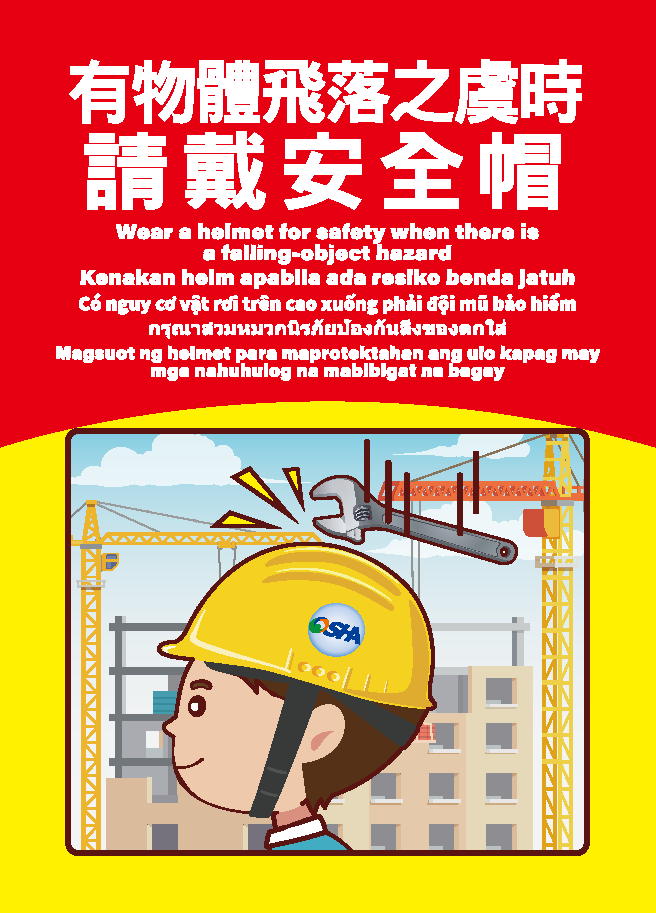 有物體飛落之虞時
請戴安全帽
Wear a helmet for safety when there is
a falling-object hazard
Kenakan helm apabila ada resiko benda jatuh
Có nguy cơ vật rơi trên cao xuống phải đội mũ bảo hiểm
กรุณาสวมหมวกนิรภัยป้องกันสิ่งของตกใส่
Magsuot ng helmet para maprotektahan ang ulo kapag may
mga nahuhulog na mabibigat na bagay
OSHA